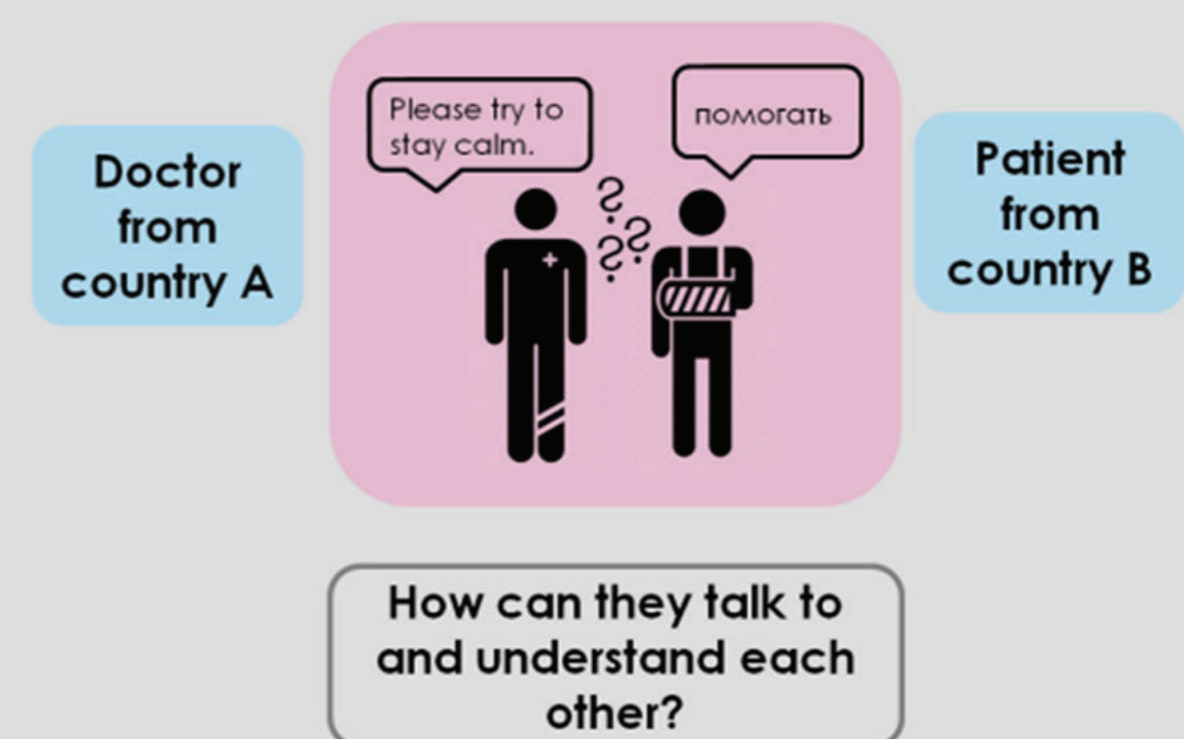 Please try to
stay calm.
помогать
Doctor
from
country A
Patient
from
country B
How can they talk to
and understand each
other?